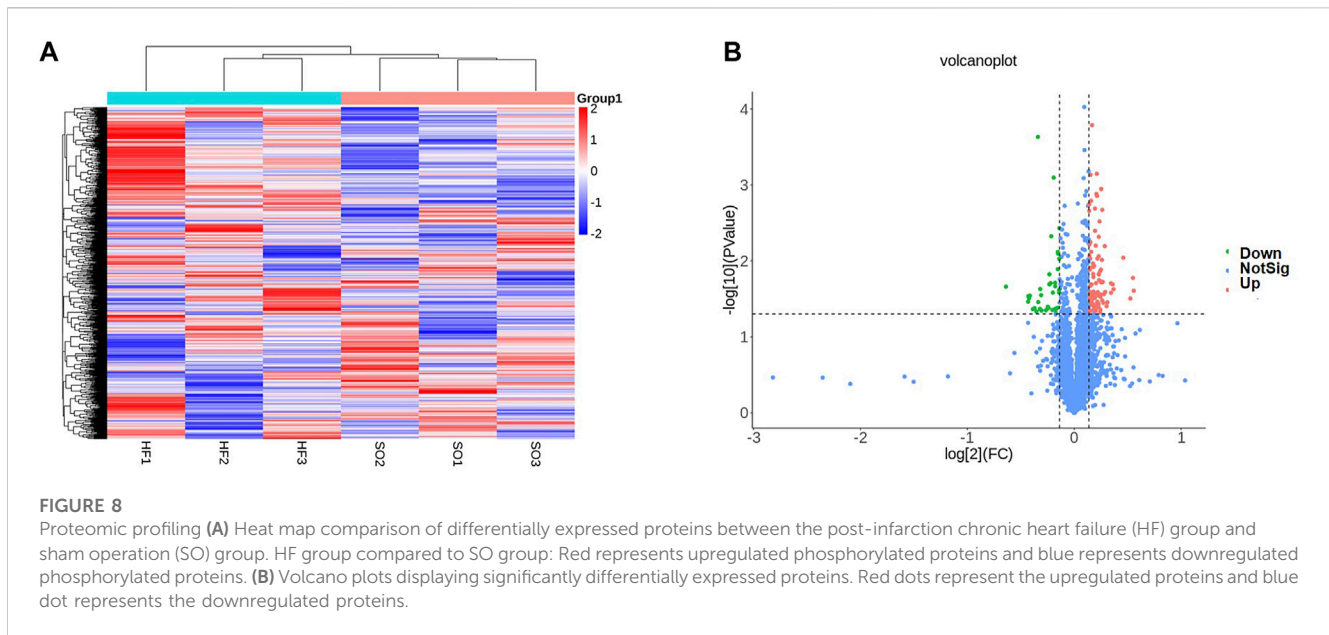 A
Group1
2
1
0
-1
-2
HF1
HF2
HF3
SO2
SO1
SO3
B
volcanoplot
4
3
2
1
0
-log[10](PValue)
-3
-2
-1
0
1
log[2](FC)
Down
NotSig
Up
FIGURE 8
Proteomic profiling (A) Heat map comparison of differentially expressed proteins between the post-infarction chronic heart failure (HF) group and
sham operation (SO) group. HF group compared to SO group: Red represents upregulated phosphorylated proteins and blue represents downregulated
phosphorylated proteins. (B) Volcano plots displaying significantly differentially expressed proteins. Red dots represent the upregulated proteins and blue
dot represents the downregulated proteins.